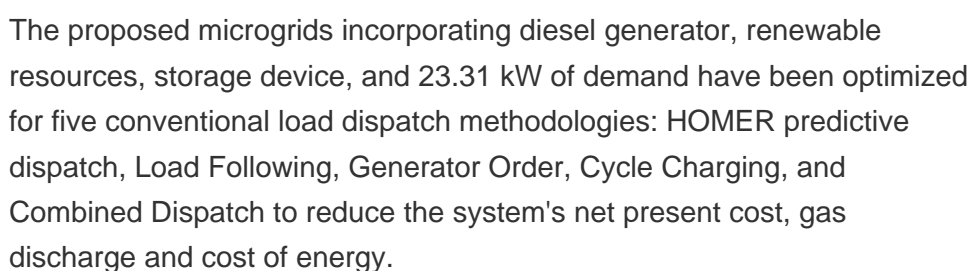 The proposed microgrids incorporating diesel generator, renewable
resources, storage device, and 23.31 kW of demand have been optimized
for five conventional load dispatch methodologies: HOMER predictive
dispatch, Load Following, Generator Order, Cycle Charging, and
Combined Dispatch to reduce the system's net present cost, gas
discharge and cost of energy.